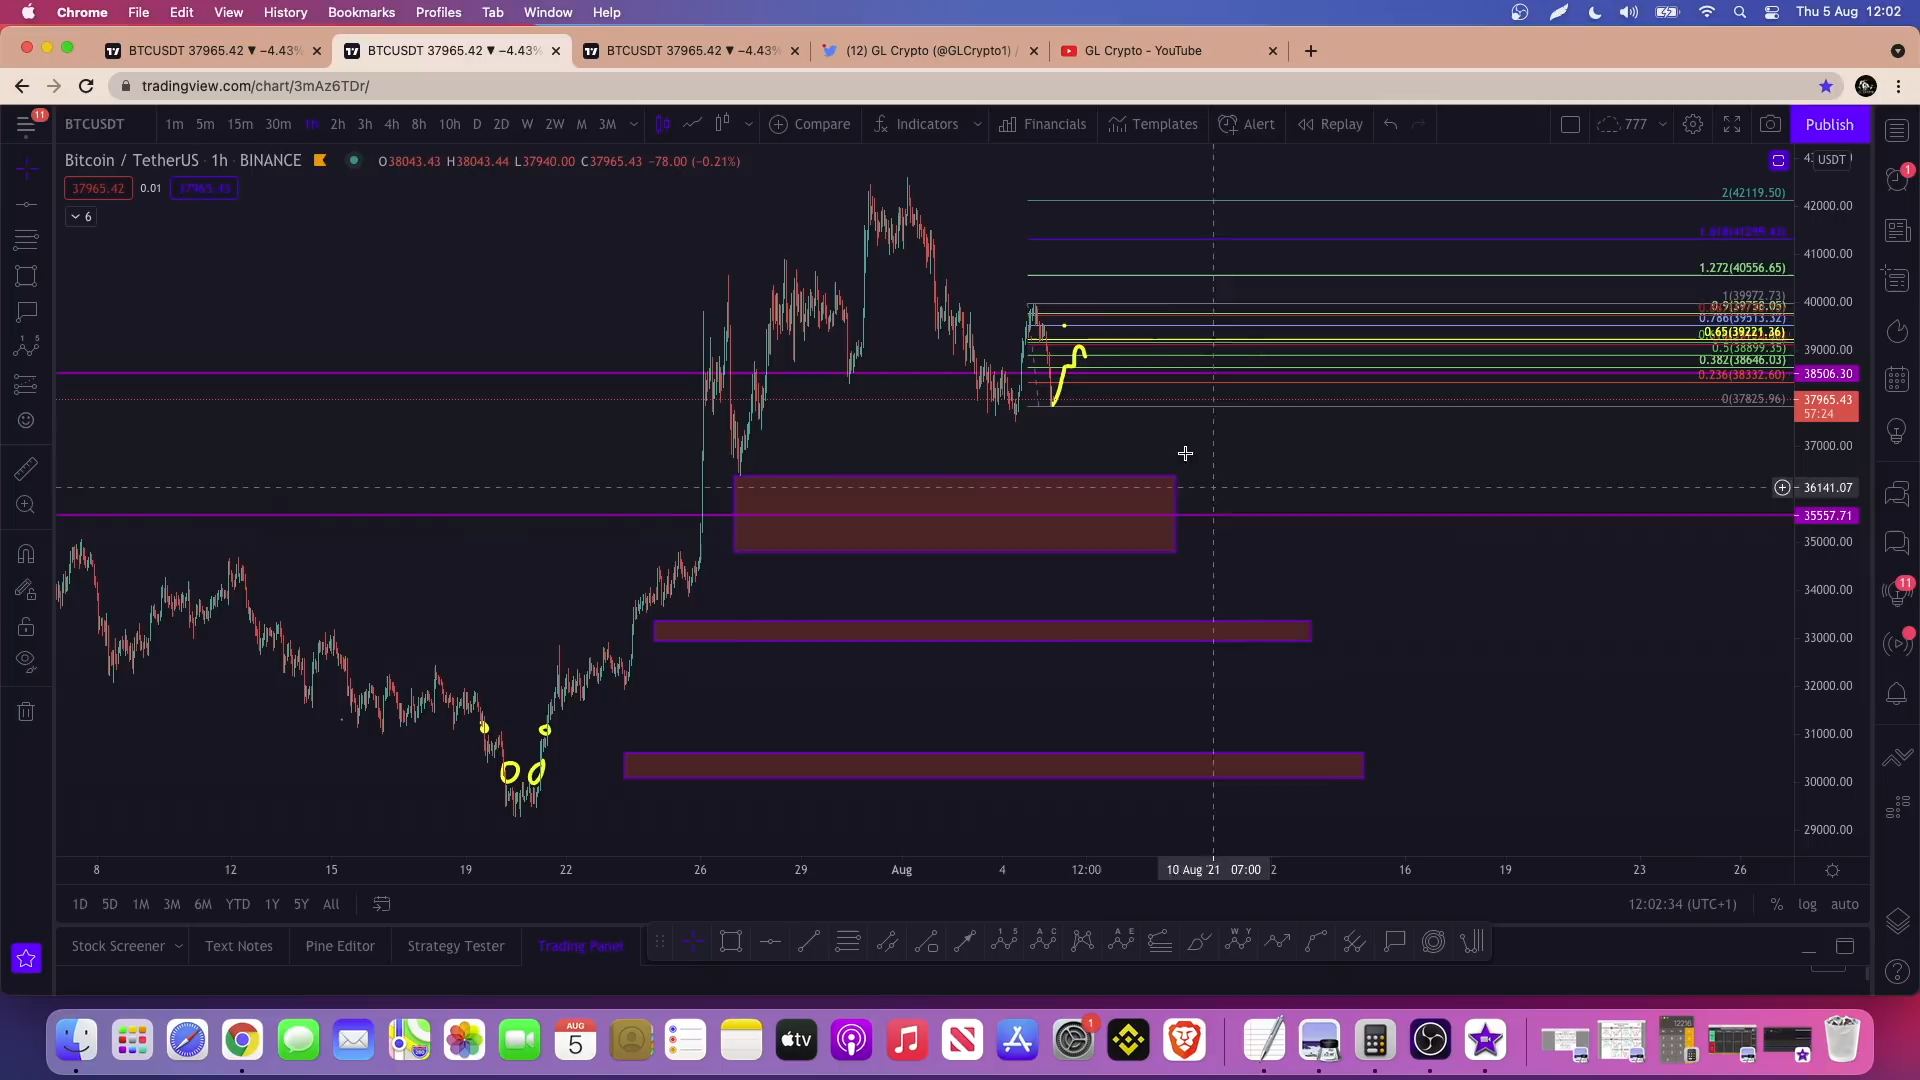 Chrome File Edit View History Bookmarks Profiles Tab Window Help Thu 5 Aug 12:02
BTCUSDT 37965.42 ▼ −4.43% BTCUSDT 37965.42 ▼ −4.43% BTCUSDT 37965.42 ▼ −4.43% (12) GL Crypto (@GLCrypto1) / GL Crypto - YouTube
tradingview.com/chart/3mAz6TDr/
11 BTCUSDT 1m 5m 15m 30m 1h 2h 3h 4h 8h 10h D 2D W 2W M 3M Compare Indicators Financials Templates Alert Replay 777 Publish
Bitcoin / TetherUS · 1h · BINANCE O38043.43 H38043.44 L37940.00 C37965.43 −78.00 (−0.21%) USDT 1
37965.42 0.01 37965.43
6
2(42119.50)
42000.00
41000.00
1.272(40556.65)
1(39972.73)
40000.00
0.786(39513.32)
0.65(39221.36)
0.5(38899.35)
39000.00
0.382(38646.03)
0.236(38332.60)
38506.30
0(37825.96)
37965.43
57:24
37000.00
36141.07
35557.71
35000.00
34000.00
11
33000.00
32000.00
31000.00
30000.00
29000.00
8 12 15 19 22 26 29 Aug 4 12:00 10 Aug '21 07:00 2 16 19 23 26
1D 5D 1M 3M 6M YTD 1Y 5Y All 12:02:34 (UTC+1) % log auto
Stock Screener Text Notes Pine Editor Strategy Tester Trading Panel
AUG
5
tv
1